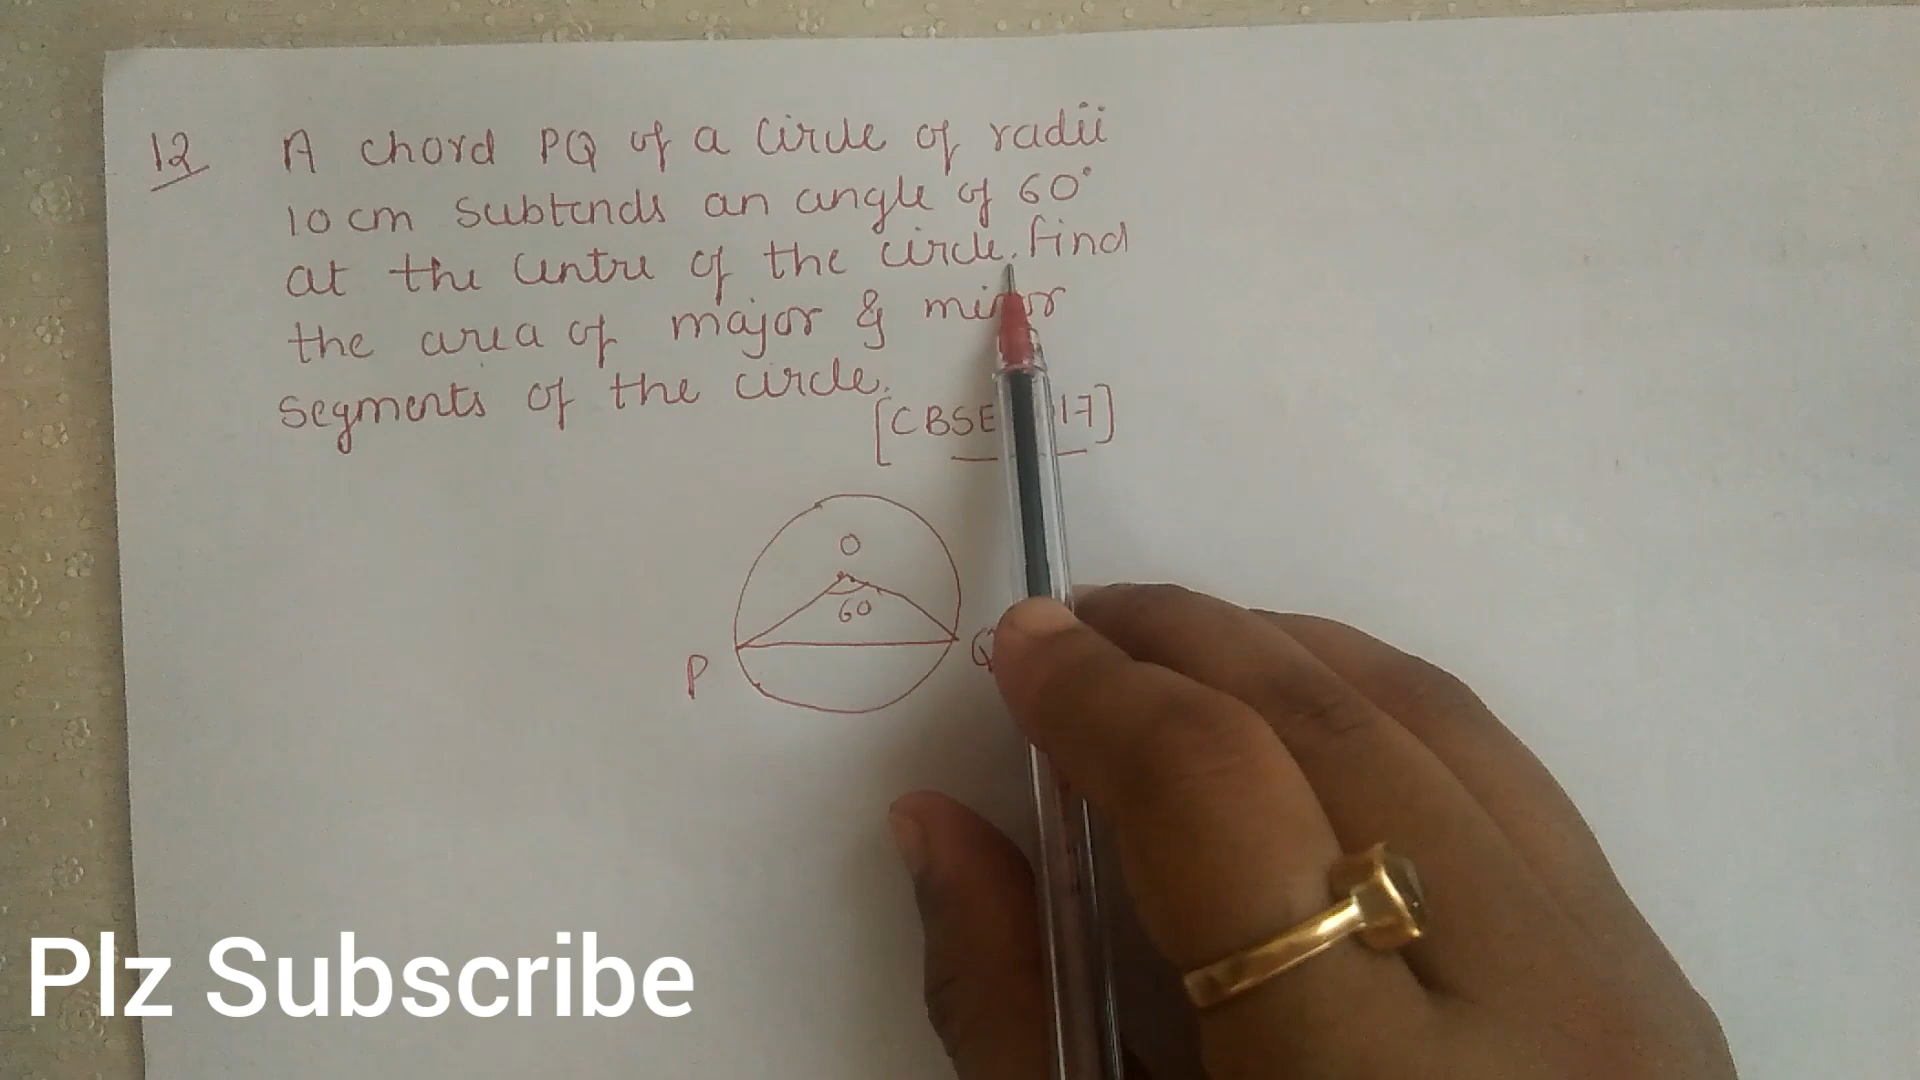 12 A chord PQ of a circle of radii
10 cm subtends an angle of 60°
at the centre of the circle. find
the area of major & minor
segments of the circle.
[CBSE 17]
O
60
P Q
Plz Subscribe